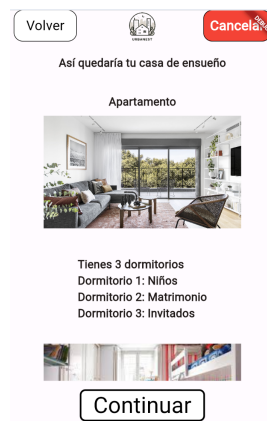 Volver
URBANEST
Cancelar
Así quedaría tu casa de ensueño
Apartamento
Tienes 3 dormitorios
Dormitorio 1: Niños
Dormitorio 2: Matrimonio
Dormitorio 3: Invitados
Continuar